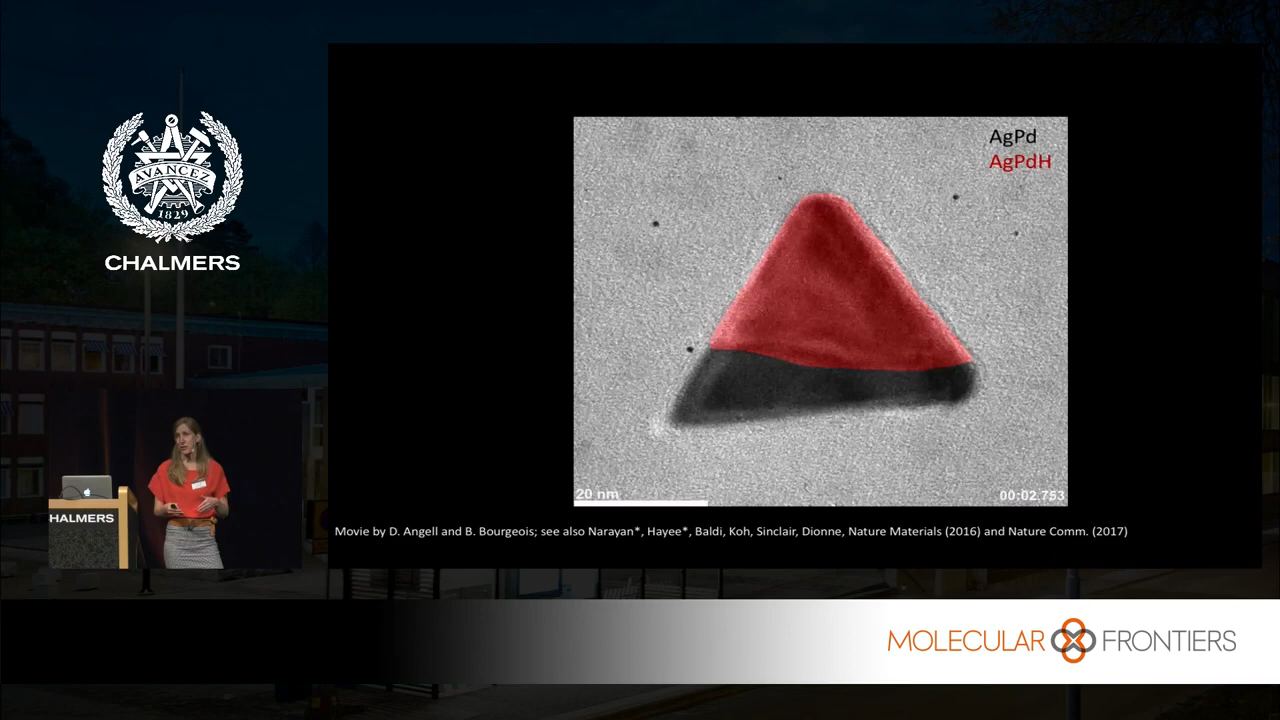 AVANCEZ
1829
CHALMERS
AgPd
AgPdH
20 nm
00:02.753
Movie by D. Angell and B. Bourgeois; see also Narayan*, Hayee*, Baldi, Koh, Sinclair, Dionne, Nature Materials (2016) and Nature Comm. (2017)
HALMERS
MOLECULAR FRONTIERS